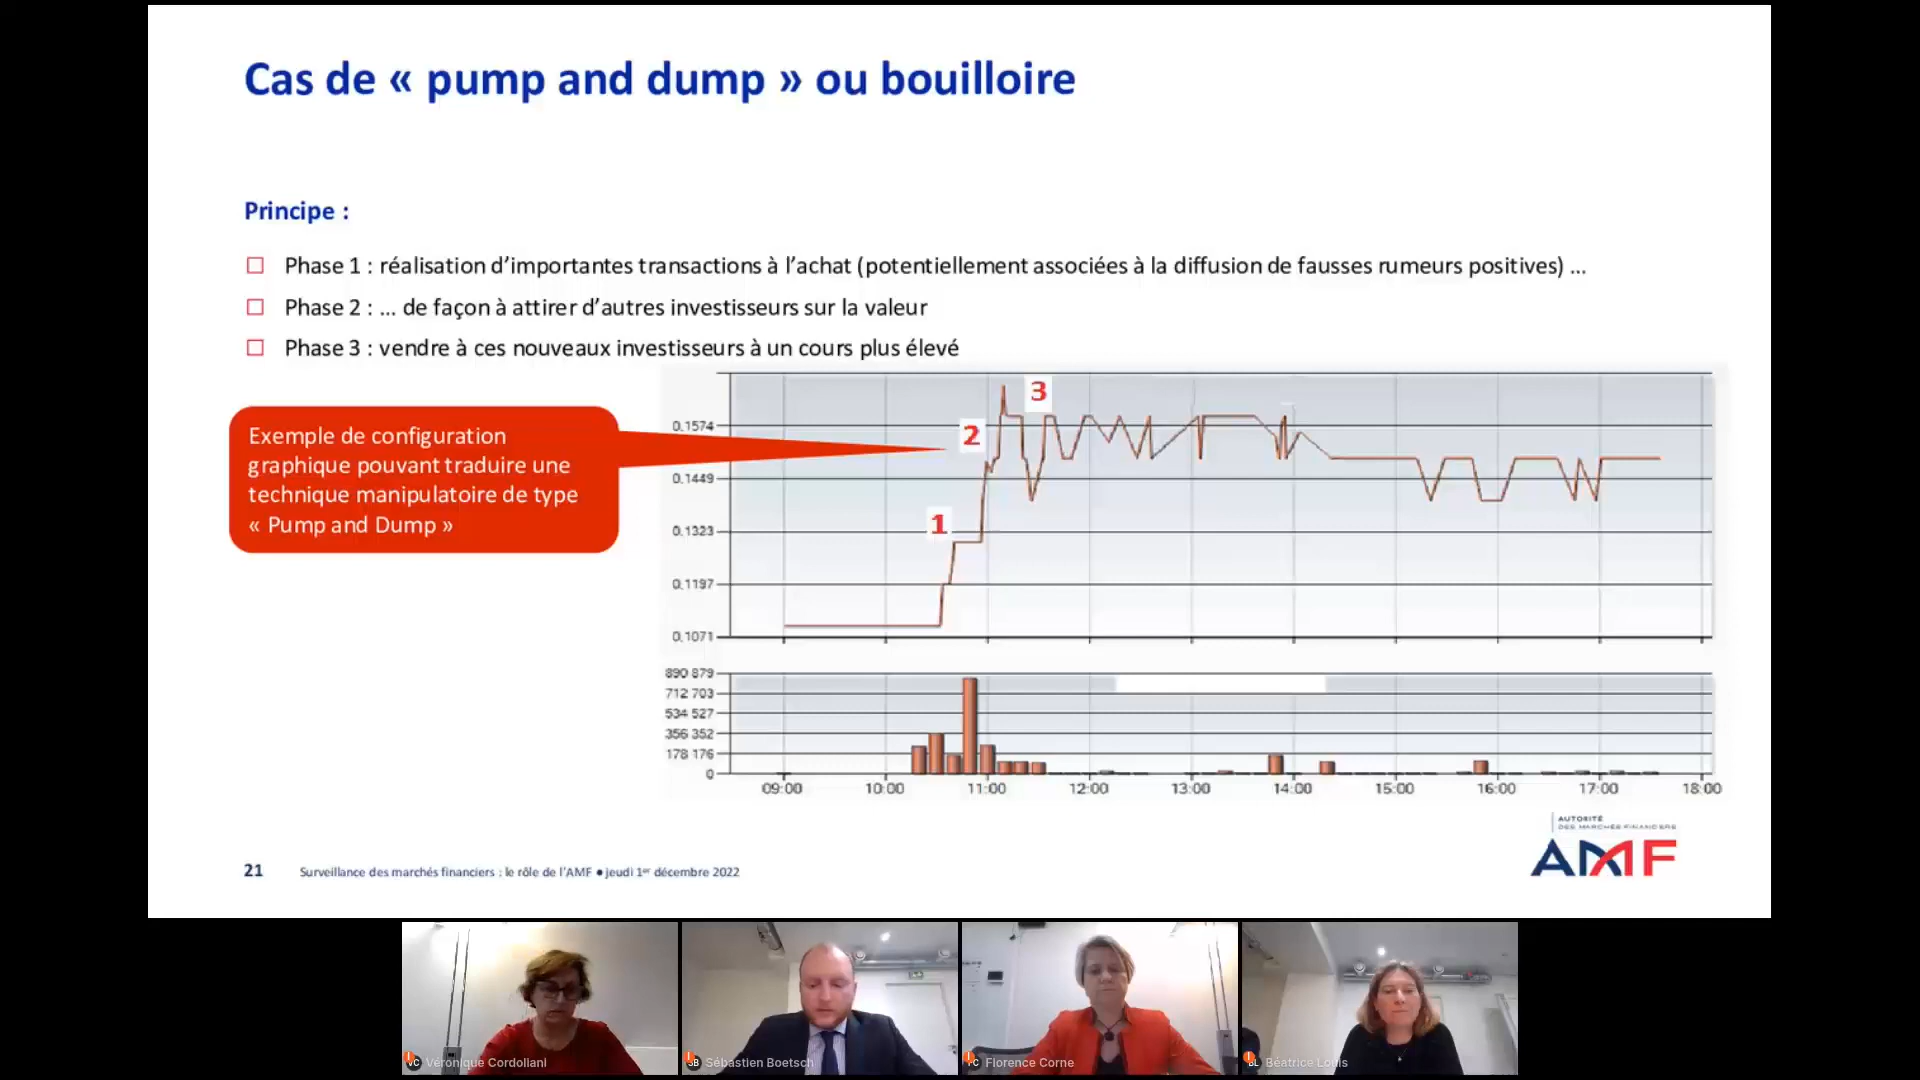 Cas de « pump and dump » ou bouilloire
Principe :
Phase 1 : réalisation d’importantes transactions à l’achat (potentiellement associées à la diffusion de fausses rumeurs positives) ...
Phase 2 : ... de façon à attirer d’autres investisseurs sur la valeur
Phase 3 : vendre à ces nouveaux investisseurs à un cours plus élevé
Exemple de configuration
graphique pouvant traduire une
technique manipulatoire de type
« Pump and Dump »
3
2
1
0.1574
0.1449
0.1323
0.1197
0.1071
890 879
712 703
534 527
356 352
178 176
0
09:00 10:00 11:00 12:00 13:00 14:00 15:00 16:00 17:00 18:00
AUTORITÉ
DES MARCHÉS FINANCIERS
AMF
21 Surveillance des marchés financiers : le rôle de l’AMF ● jeudi 1er décembre 2022
VC Véronique Cordoliani
SB Sébastien Boetsch
FC Florence Corne
BL Béatrice Louis